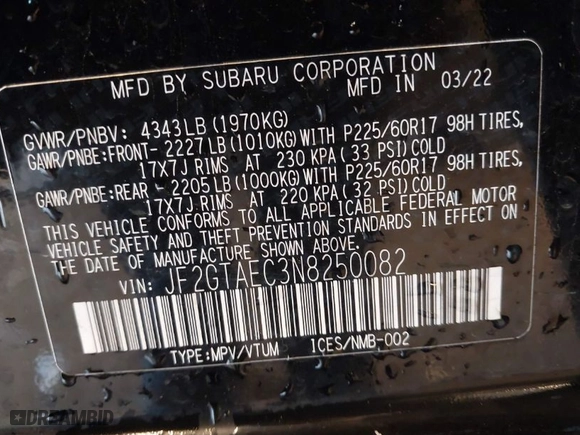 MFD BY SUBARU CORPORATION
MFD IN 03/22
GVWR/PNBV: 4343LB (1970KG)
GAWR/PNBE:FRONT- 2227 LB (1010KG) WITH P225/60R17 98H TIRES,
17X7J RIMS AT 230 KPA (33 PSI) COLD
GAWR/PNBE:REAR - 2205 LB (1000KG) WITH P225/60R17 98H TIRES,
17X7J RIMS AT 220 KPA (32 PSI) COLD
THIS VEHICLE CONFORMS TO ALL APPLICABLE FEDERAL MOTOR
VEHICLE SAFETY AND THEFT PREVENTION STANDARDS IN EFFECT ON
THE DATE OF MANUFACTURE SHOWN ABOVE.
VIN: JF2GTAEC3N8250082
TYPE:MPV/VTUM ICES/NMB-002
DREAMBID